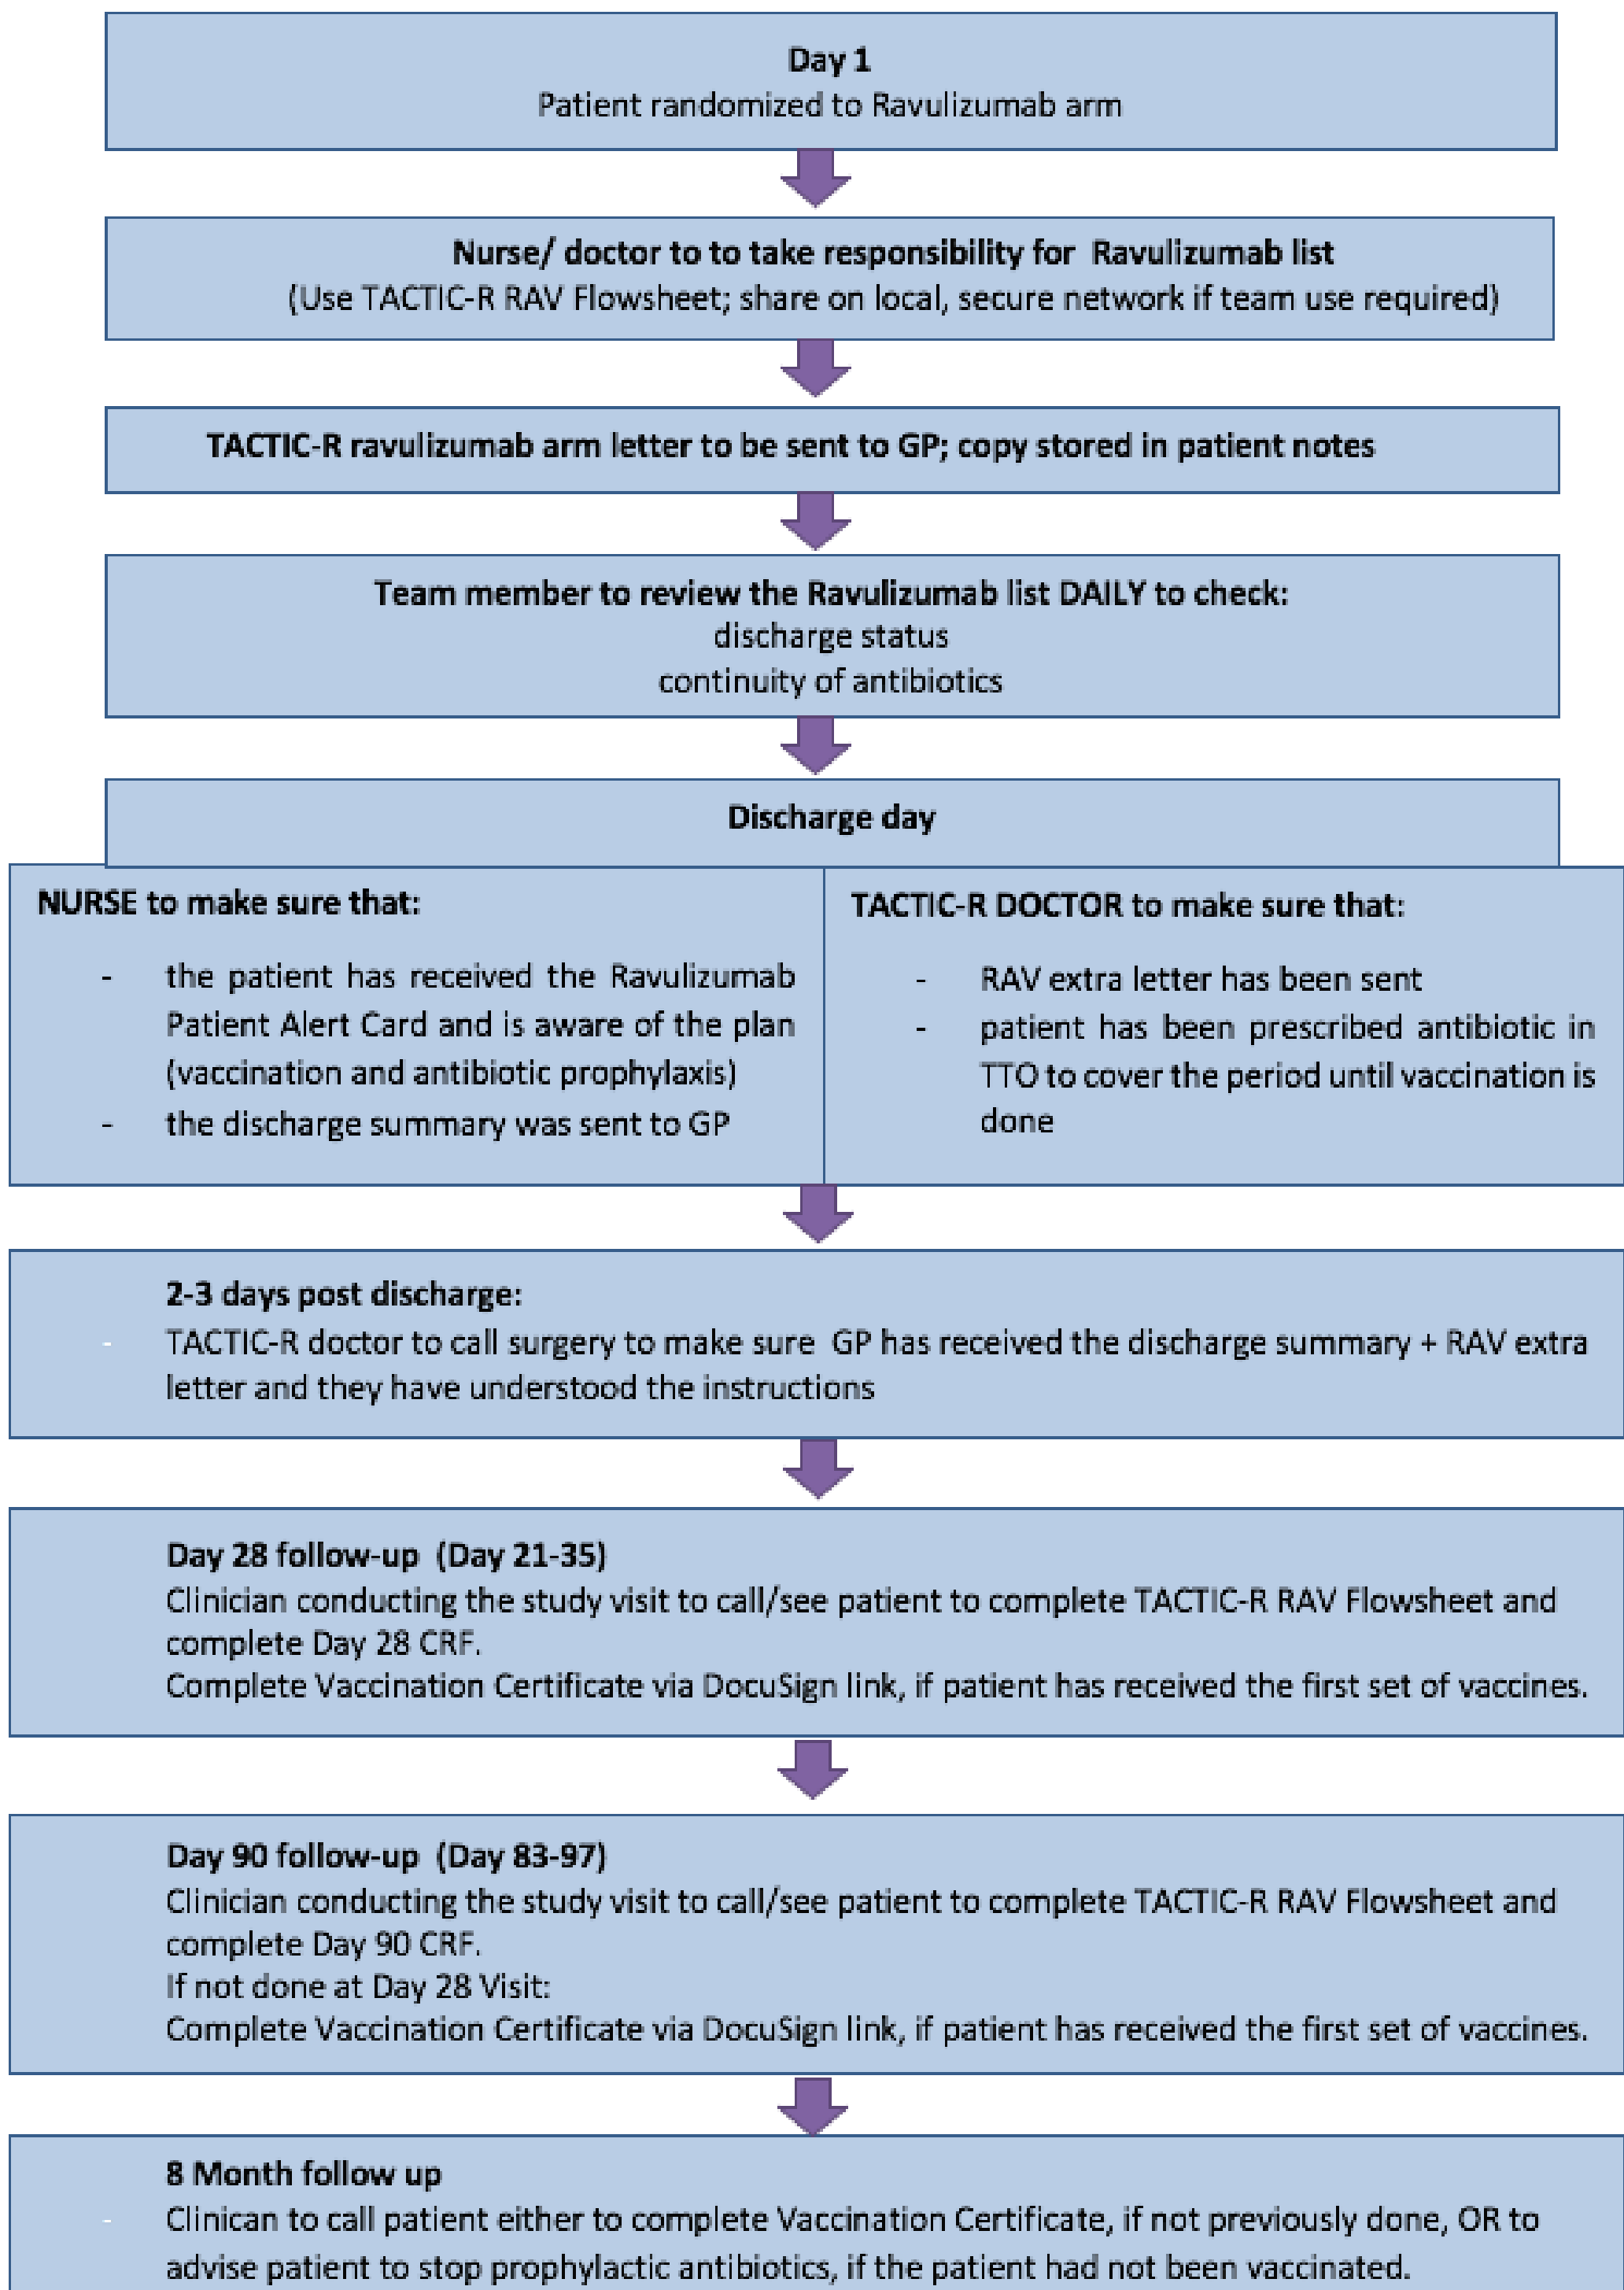 Day 1
Patient randomized to Ravulizumab arm
Nurse/ doctor to to take responsibility for Ravulizumab list
(Use TACTIC-R RAV Flowsheet; share on local, secure network if team use required)
TACTIC-R ravulizumab arm letter to be sent to GP; copy stored in patient notes
Team member to review the Ravulizumab list DAILY to check:
discharge status
continuity of antibiotics
Discharge day
NURSE to make sure that:
- the patient has received the Ravulizumab
Patient Alert Card and is aware of the plan
(vaccination and antibiotic prophylaxis)
- the discharge summary was sent to GP
TACTIC-R DOCTOR to make sure that:
- RAV extra letter has been sent
- patient has been prescribed antibiotic in
TTO to cover the period until vaccination is
done
2-3 days post discharge:
- TACTIC-R doctor to call surgery to make sure GP has received the discharge summary + RAV extra
letter and they have understood the instructions
Day 28 follow-up (Day 21-35)
Clinician conducting the study visit to call/see patient to complete TACTIC-R RAV Flowsheet and
complete Day 28 CRF.
Complete Vaccination Certificate via DocuSign link, if patient has received the first set of vaccines.
Day 90 follow-up (Day 83-97)
Clinician conducting the study visit to call/see patient to complete TACTIC-R RAV Flowsheet and
complete Day 90 CRF.
If not done at Day 28 Visit:
Complete Vaccination Certificate via DocuSign link, if patient has received the first set of vaccines.
8 Month follow up
- Clinican to call patient either to complete Vaccination Certificate, if not previously done, OR to
advise patient to stop prophylactic antibiotics, if the patient had not been vaccinated.